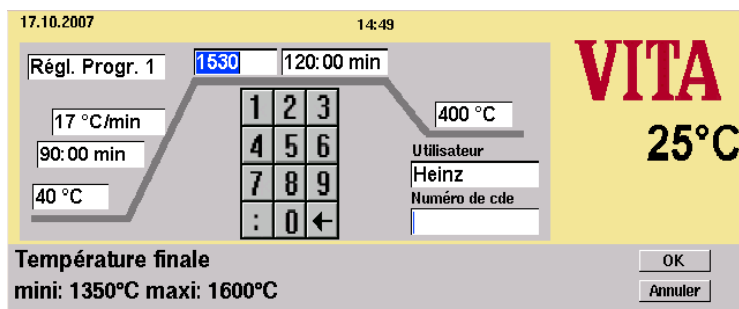 17.10.2007 14:49
Régl. Progr. 1 1530 120:00 min
VITA
17 °C/min 1 2 3 400 °C
25°C
90:00 min 4 5 6 Utilisateur
Heinz
40 °C 7 8 9 Numéro de cde
: 0 ←
Température finale OK
mini: 1350°C maxi: 1600°C Annuler